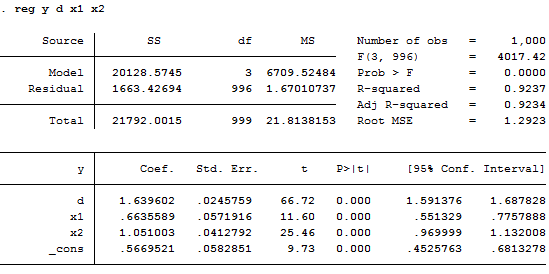 . reg y d x1 x2
Source SS df MS Number of obs = 1,000
F(3, 996) = 4017.42
Model 20128.5745 3 6709.52484 Prob > F = 0.0000
Residual 1663.42694 996 1.67010737 R-squared = 0.9237
Adj R-squared = 0.9234
Total 21792.0015 999 21.8138153 Root MSE = 1.2923
y Coef. Std. Err. t P>|t| [95% Conf. Interval]
d 1.639602 .0245759 66.72 0.000 1.591376 1.687828
x1 .6635589 .0571916 11.60 0.000 .551329 .7757888
x2 1.051003 .0412792 25.46 0.000 .969999 1.132008
_cons .5669521 .0582851 9.73 0.000 .4525763 .6813278